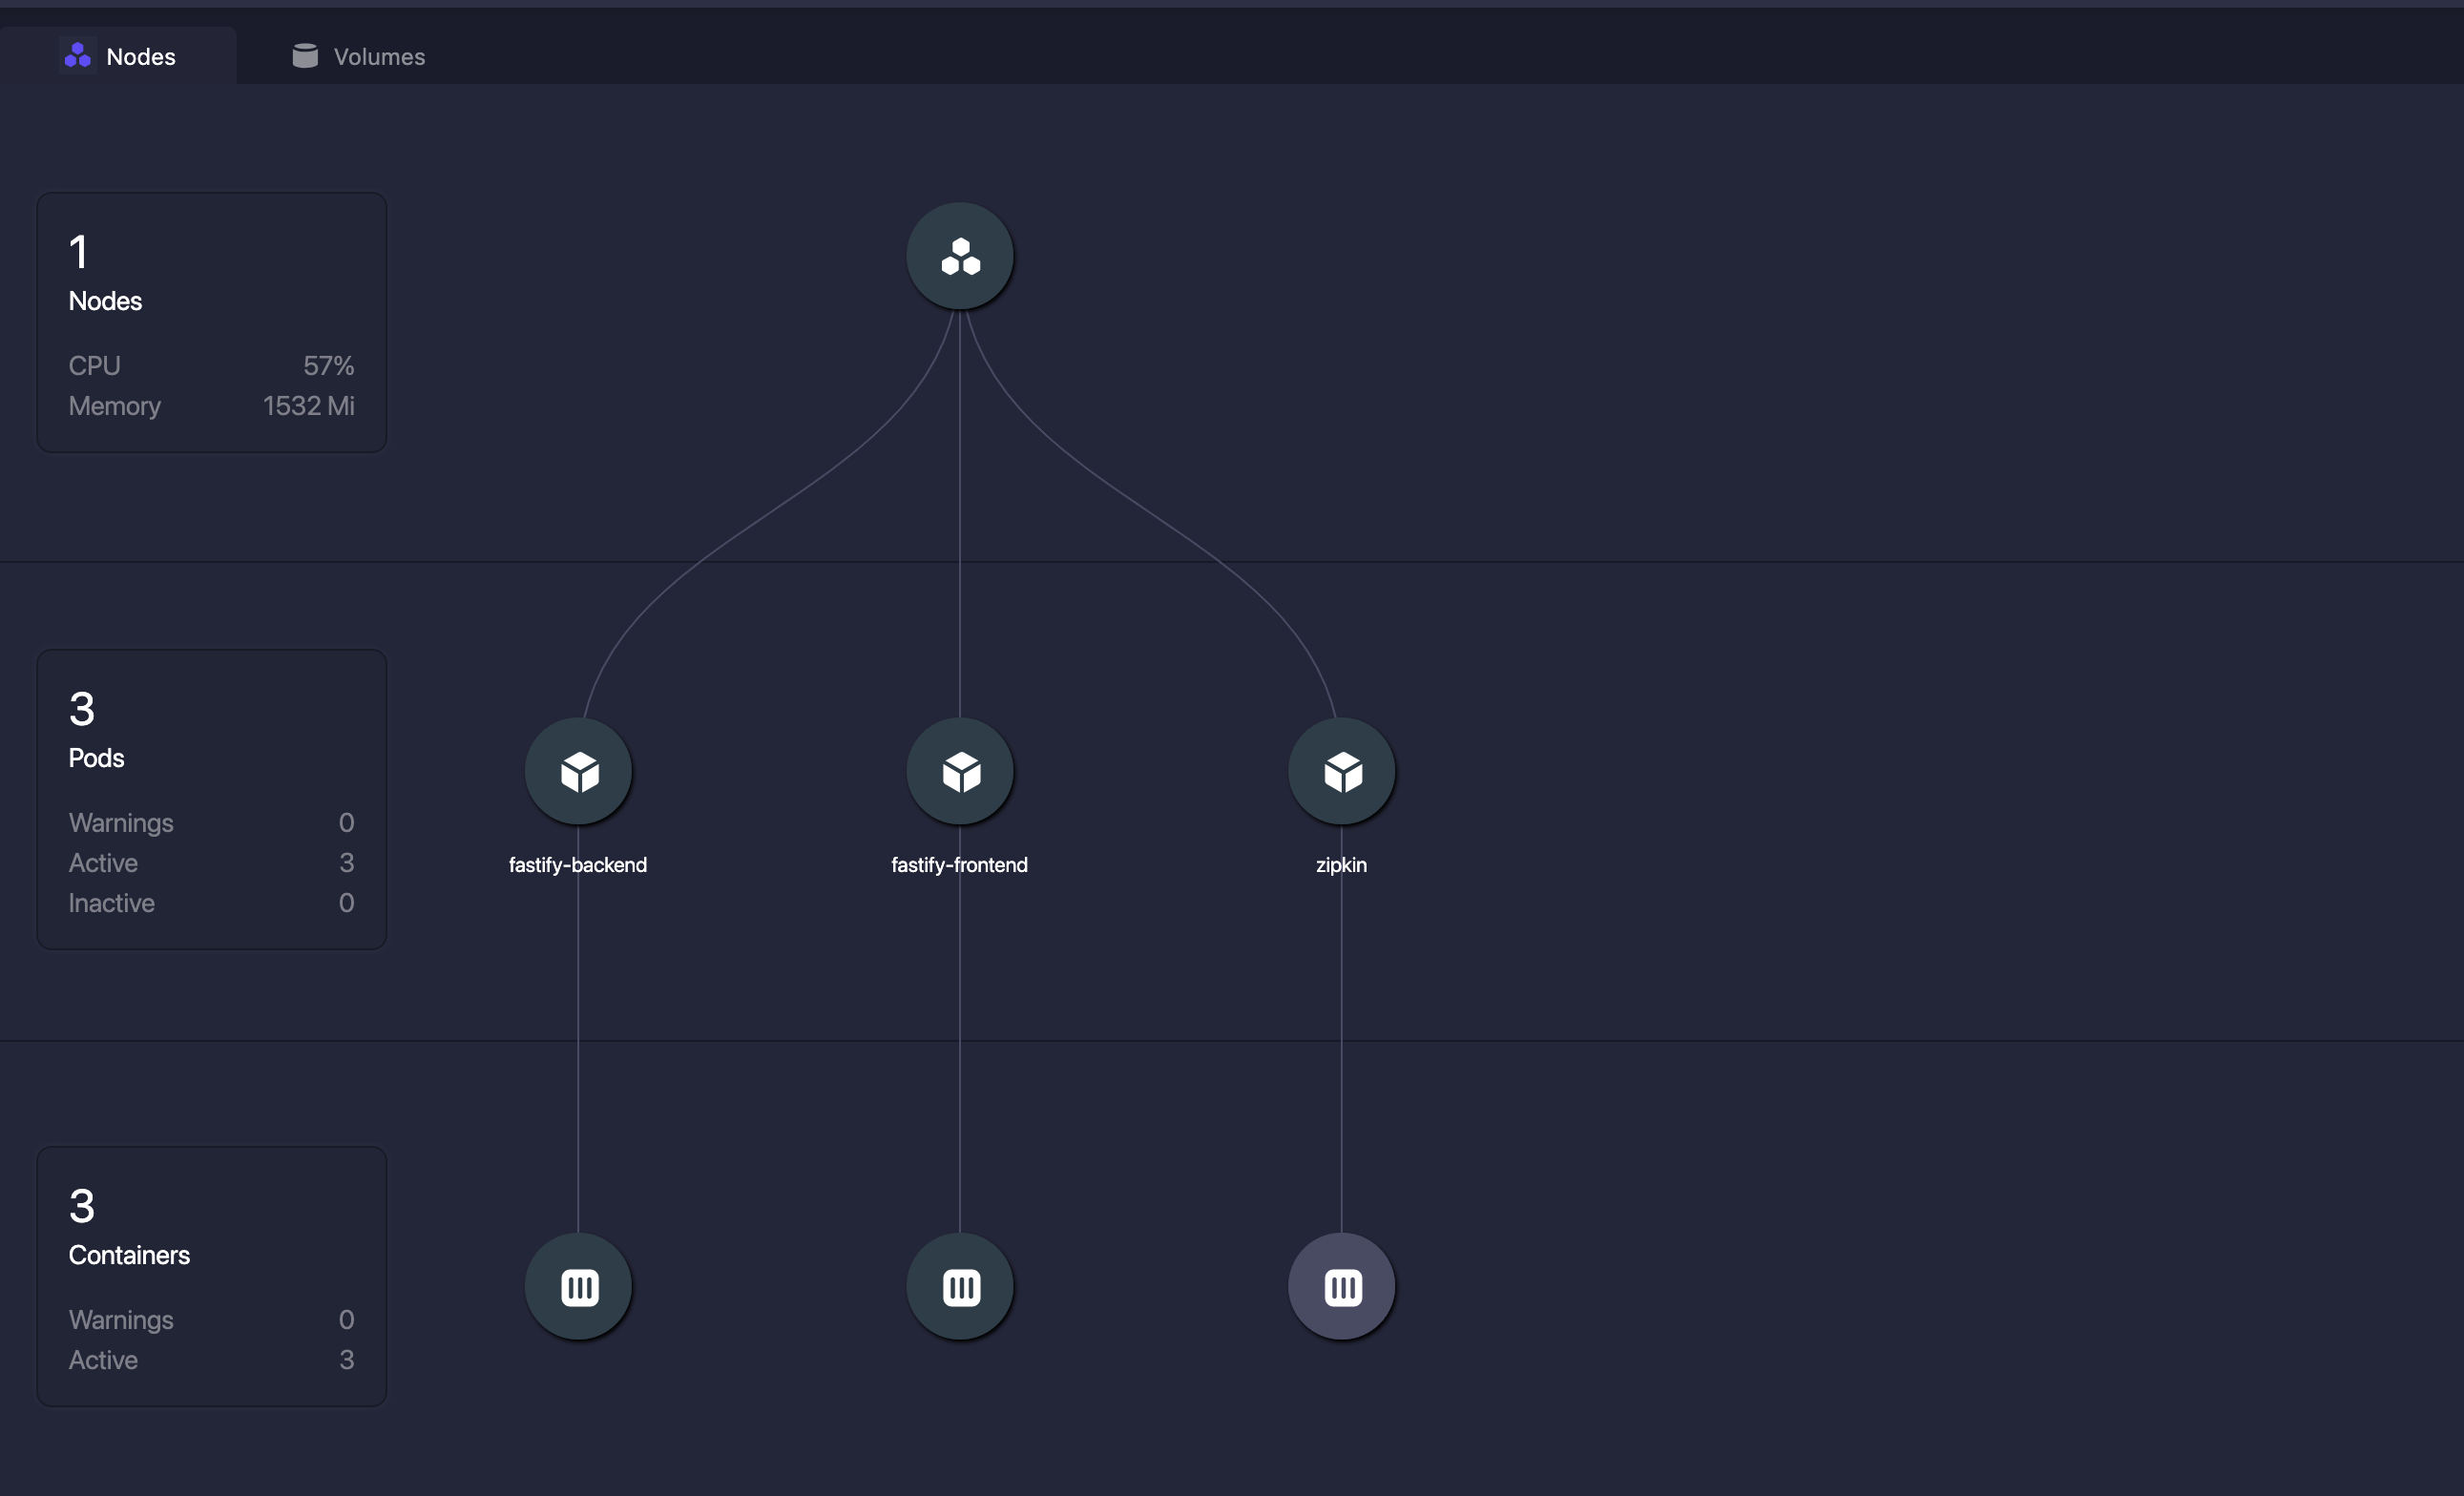 Nodes
Volumes
1
Nodes
CPU 57%
Memory 1532 Mi
3
Pods
Warnings 0
Active 3
Inactive 0
fastify-backend
fastify-frontend
zipkin
3
Containers
Warnings 0
Active 3